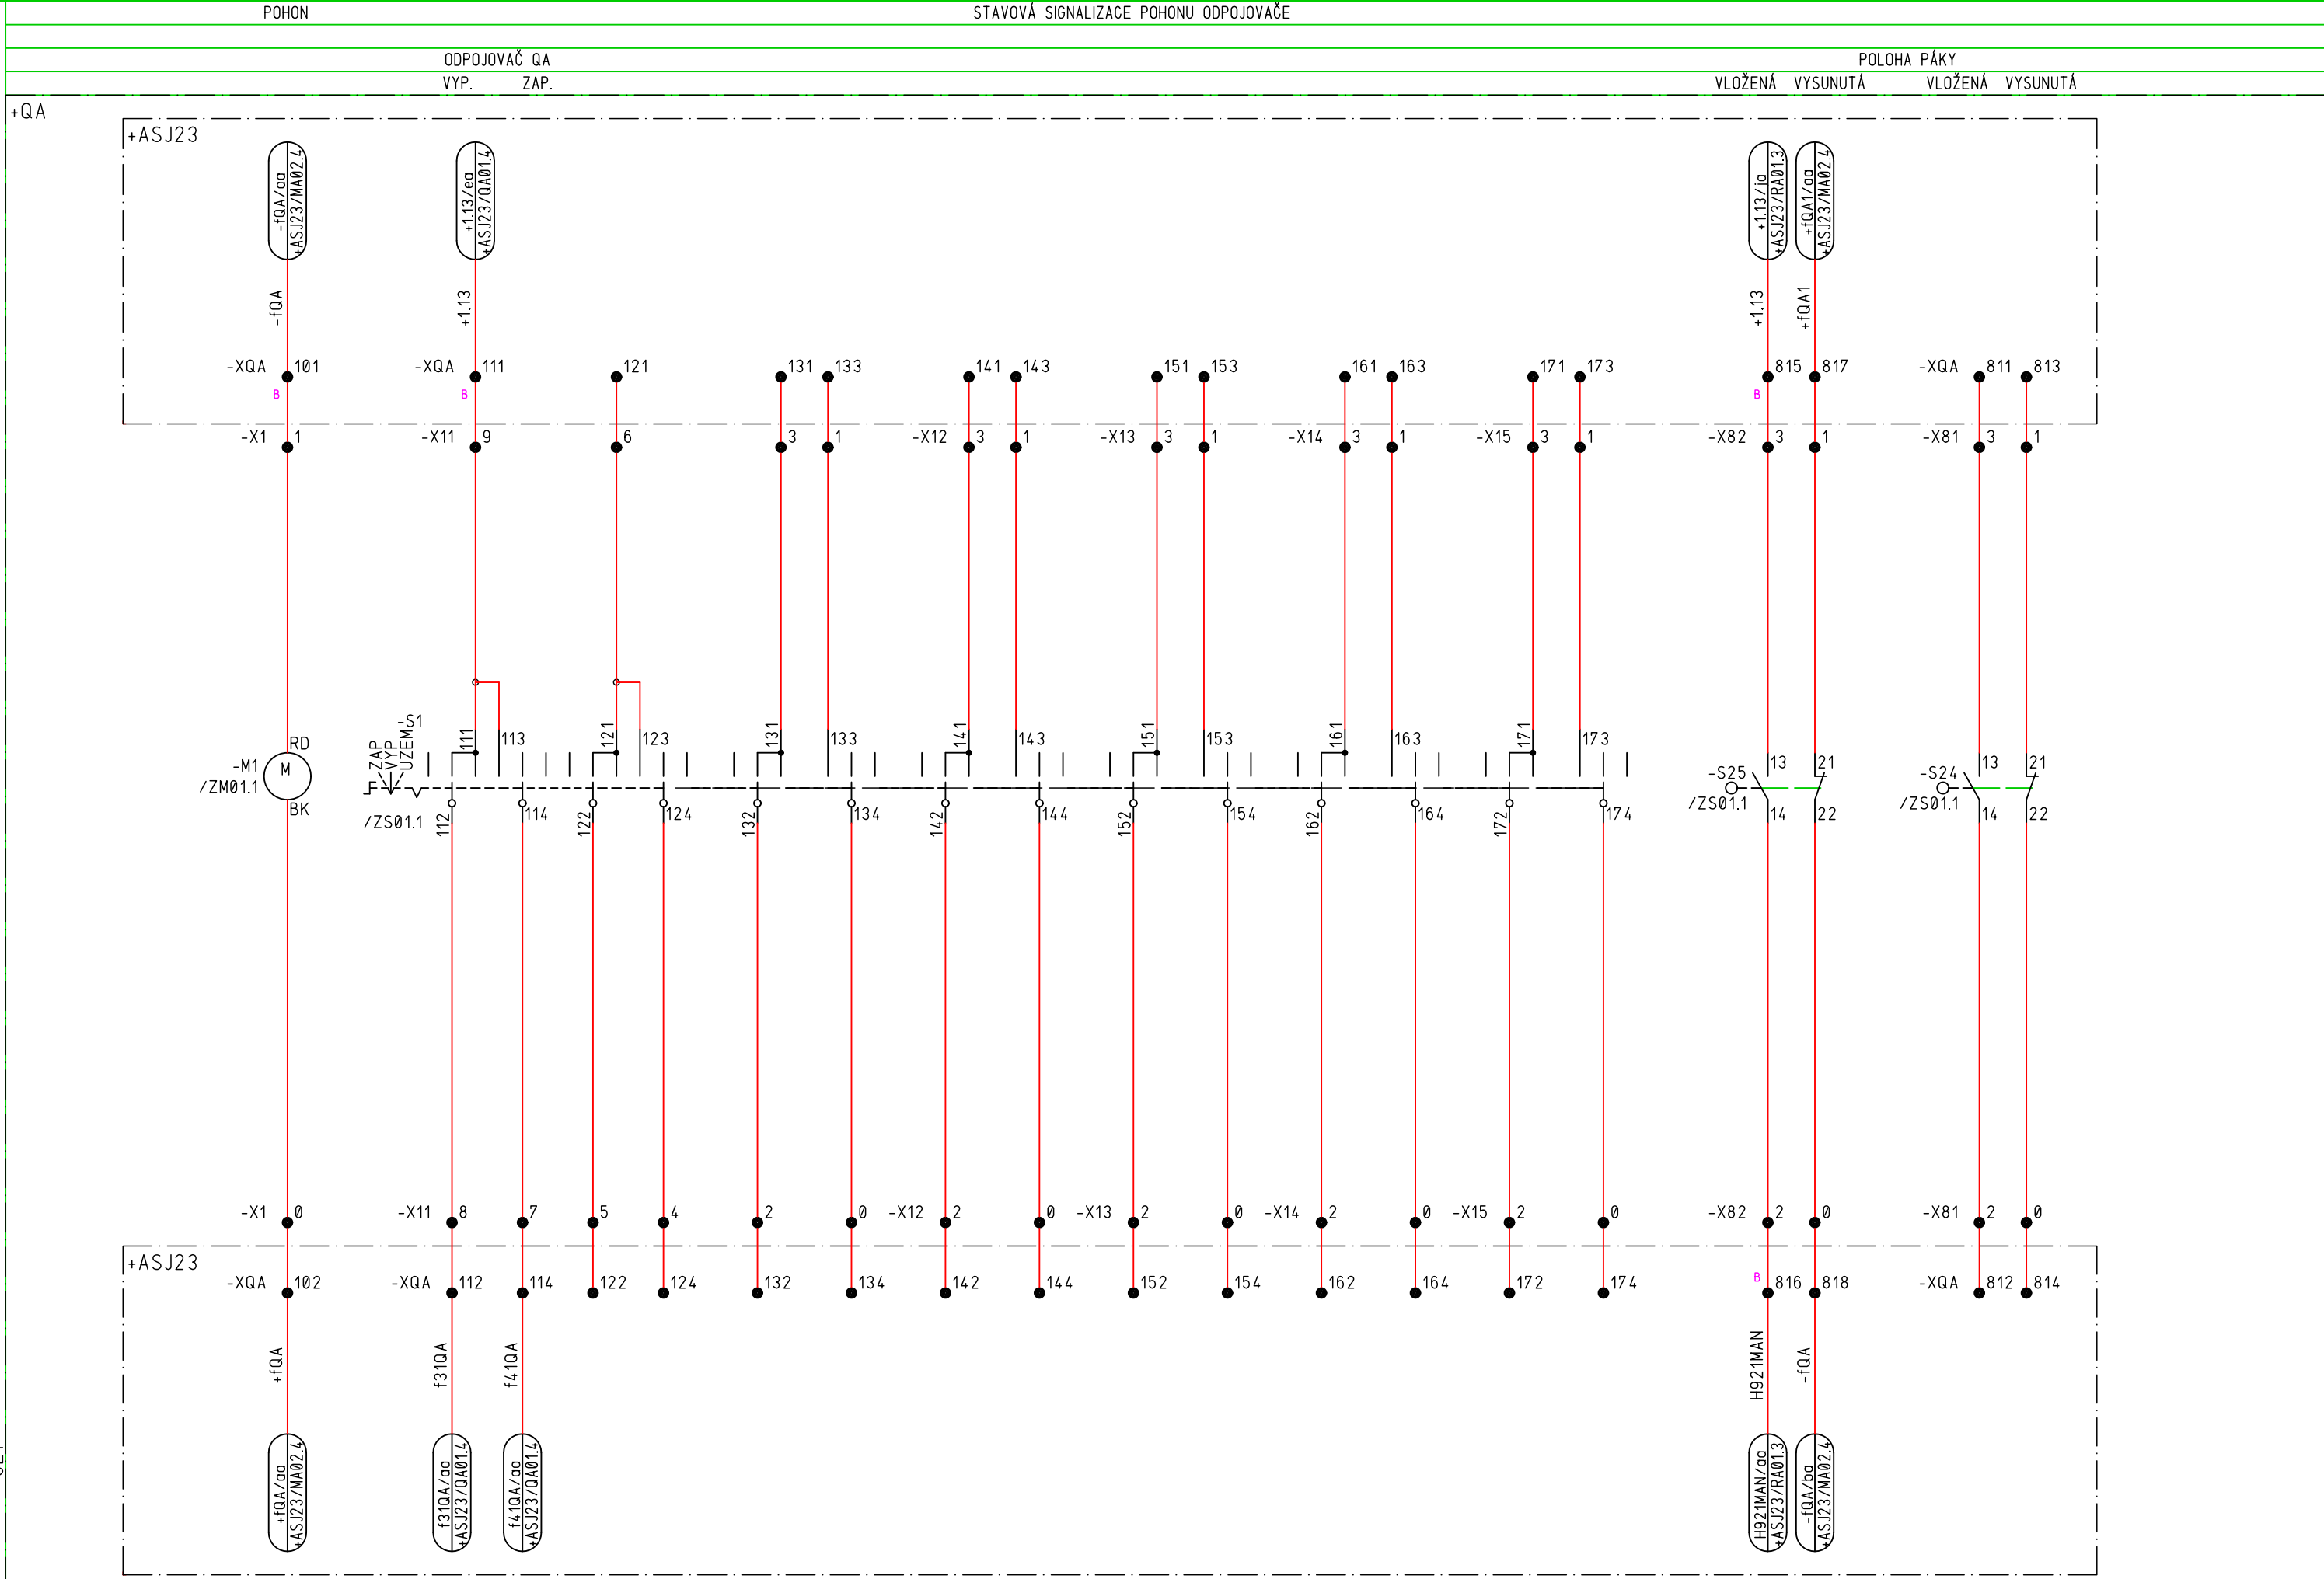 POHON STAVOVÁ SIGNALIZACE POHONU ODPOJOVAČE
ODPOJOVAČ QA POLOHA PÁKY
VYP. ZAP. VLOŽENÁ VYSUNUTÁ VLOŽENÁ VYSUNUTÁ
+QA
+ASJ23
-fQA/aa
+ASJ23/MA02.4
+1.13/ea
+ASJ23/QA01.4
+1.13/ja
+ASJ23/RA01.3
+fQA1/aa
+ASJ23/MA02.4
-fQA +1.13 +1.13 +fQA1
-XQA 101 -XQA 111 121 131 133 141 143 151 153 161 163 171 173 815 817 -XQA 811 813
B B B
-X1 1 -X11 9 6 3 1 -X12 3 1 -X13 3 1 -X14 3 1 -X15 3 1 -X82 3 1 -X81 3 1
-S1
ZAP
VYP
UZEM
111 113 121 123 131 133 141 143 151 153 161 163 171 173
RD
-M1 M
/ZM01.1
BK
13 21 13 21
-S25 -S24
/ZS01.1 /ZS01.1 /ZS01.1
112 114 122 124 132 134 142 144 152 154 162 164 172 174 14 22 14 22
-X1 0 -X11 8 7 5 4 2 0 -X12 2 0 -X13 2 0 -X14 2 0 -X15 2 0 -X82 2 0 -X81 2 0
+ASJ23
B
-XQA 102 -XQA 112 114 122 124 132 134 142 144 152 154 162 164 172 174 816 818 -XQA 812 814
+fQA f31QA f41QA H921MAN -fQA
+fQA/aa
+ASJ23/MA02.4
f31QA/aa
+ASJ23/QA01.4
f41QA/aa
+ASJ23/QA01.4
H921MAN/aa
+ASJ23/RA01.3
-fQA/ba
+ASJ23/MA02.4